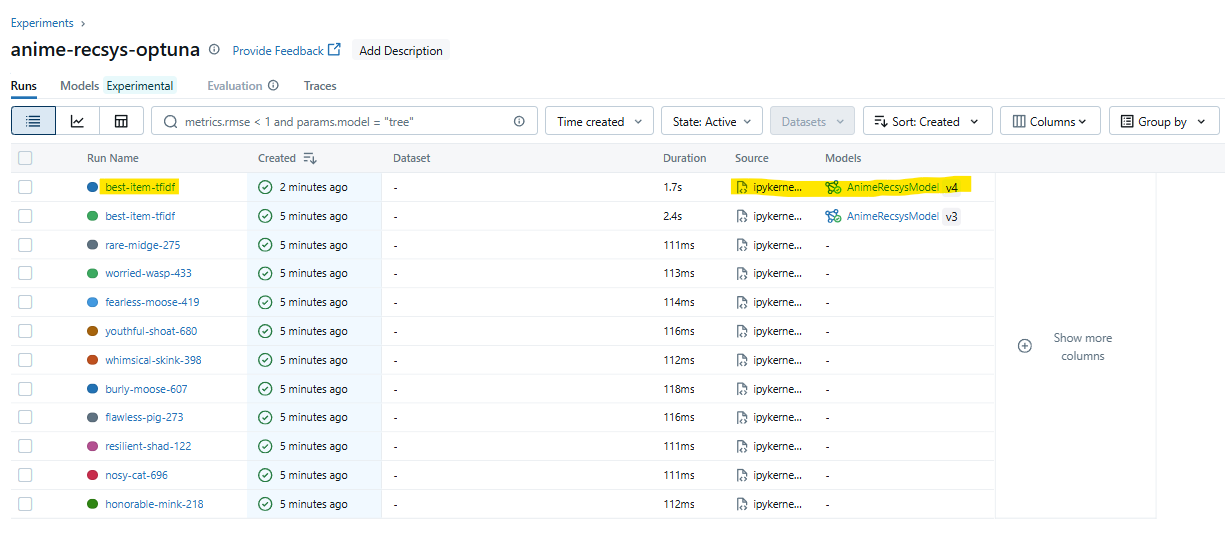 Experiments ›
anime-recsys-optuna Provide Feedback Add Description
Runs Models Experimental Evaluation Traces
metrics.rmse < 1 and params.model = "tree" Time created State: Active Datasets Sort: Created Columns Group by
Run Name Created Dataset Duration Source Models
best-item-tfidf 2 minutes ago - 1.7s ipykerne... AnimeRecsysModel v4
best-item-tfidf 5 minutes ago - 2.4s ipykerne... AnimeRecsysModel v3
rare-midge-275 5 minutes ago - 111ms ipykerne... -
worried-wasp-433 5 minutes ago - 113ms ipykerne... -
fearless-moose-419 5 minutes ago - 114ms ipykerne... -
youthful-shoat-680 5 minutes ago - 116ms ipykerne... -
whimsical-skink-398 5 minutes ago - 112ms ipykerne... -
burly-moose-607 5 minutes ago - 118ms ipykerne... -
flawless-pig-273 5 minutes ago - 116ms ipykerne... -
resilient-shad-122 5 minutes ago - 111ms ipykerne... -
nosy-cat-696 5 minutes ago - 111ms ipykerne... -
honorable-mink-218 5 minutes ago - 112ms ipykerne... -
Show more
columns